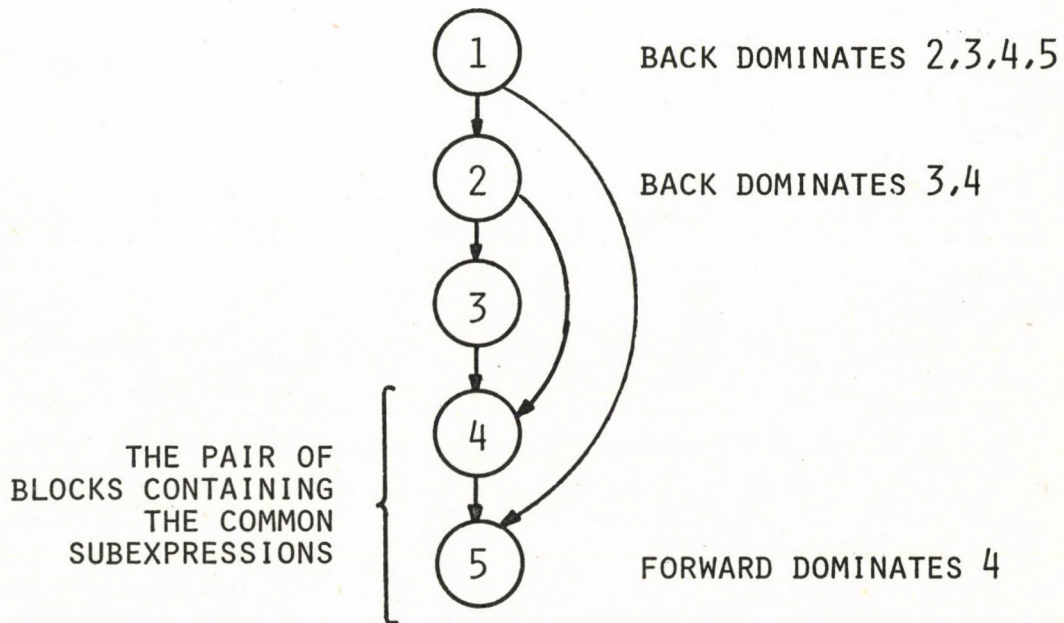 1
BACK DOMINATES 2,3,4,5
2
BACK DOMINATES 3,4
3
4
THE PAIR OF
BLOCKS CONTAINING
THE COMMON
SUBEXPRESSIONS
5
FORWARD DOMINATES 4